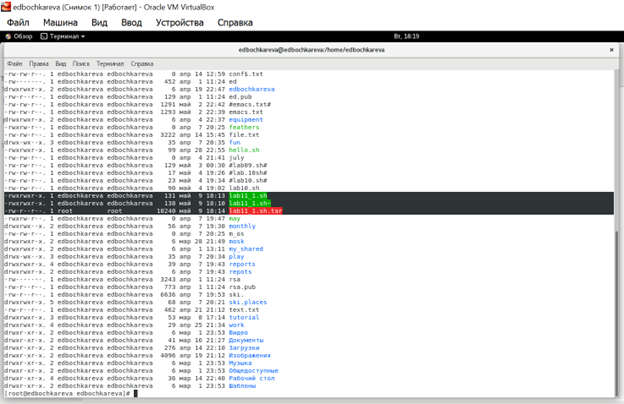 edbochkareva (Снимок 1) [Работает] - Oracle VM VirtualBox
Файл Машина Вид Ввод Устройства Справка
Обзор Терминал Вт, 18:19
edbochkareva@edbochkareva:/home/edbochkareva
Файл Правка Вид Поиск Терминал Справка
-rw-rw-r--. 1 edbochkareva edbochkareva 0 апр 14 12:59 conf$.txt
-rw-------. 1 edbochkareva edbochkareva 452 апр 1 11:24 ed
drwxrwxr-x. 2 edbochkareva edbochkareva 6 апр 19 22:47 edbochkareva
-rw-r--r--. 1 edbochkareva edbochkareva 129 апр 1 11:24 ed.pub
-rw-rw-r--. 1 edbochkareva edbochkareva 1291 май 2 22:42 #emacs.txt#
-rw-rw-r--. 1 edbochkareva edbochkareva 1293 май 2 22:39 emacs.txt
drwxrwxr-x. 2 edbochkareva edbochkareva 6 апр 4 22:37 equipment
-rwxrw-r--. 1 edbochkareva edbochkareva 0 апр 7 20:25 feathers
-rw-rw-r--. 1 edbochkareva edbochkareva 3222 апр 14 15:45 file.txt
drwx-wx--x. 3 edbochkareva edbochkareva 35 апр 7 20:35 fun
-rwxrwxr-x. 1 edbochkareva edbochkareva 99 апр 28 22:55 hello.sh
-rw-rw-r--. 1 edbochkareva edbochkareva 0 апр 4 21:41 july
-rw-rw-r--. 1 edbochkareva edbochkareva 129 май 3 00:30 #lab09.sh#
-rw-rw-r--. 1 edbochkareva edbochkareva 17 май 4 19:26 #lab.10sh#
-rw-rw-r--. 1 edbochkareva edbochkareva 23 май 4 19:34 #lab10.sh#
-rw-rw-r--. 1 edbochkareva edbochkareva 90 май 4 19:02 lab10.sh
-rwxrwxr-x. 1 edbochkareva edbochkareva 131 май 9 18:13 lab11_1.sh
-rwxrwxr-x. 1 edbochkareva edbochkareva 138 май 9 18:10 lab11_1.sh~
-rw-r--r--. 1 root root 10240 май 9 18:14 lab11_1.sh.tar
-rwxrw-r--. 1 edbochkareva edbochkareva 0 апр 7 19:47 may
drwxrwx--x. 2 edbochkareva edbochkareva 56 апр 7 19:30 monthly
-rw-rw-r--. 1 edbochkareva edbochkareva 0 апр 7 20:25 m_os
drwxrwxr-x. 2 edbochkareva edbochkareva 6 мар 28 21:49 mosk
drwxrwxr-x. 2 edbochkareva edbochkareva 6 апр 1 13:11 my_shared
drwx-wx--x. 3 edbochkareva edbochkareva 35 апр 7 20:34 play
drwxrwxr-x. 4 edbochkareva edbochkareva 39 апр 7 19:43 reports
drwxrwxr-x. 2 edbochkareva edbochkareva 6 апр 7 19:43 repots
-rw-------. 1 edbochkareva edbochkareva 3243 апр 1 11:24 rsa
-rw-r--r--. 1 edbochkareva edbochkareva 773 апр 1 11:24 rsa.pub
-rw-rw-r--. 1 edbochkareva edbochkareva 6636 апр 7 19:53 ski.
drwxrwxr-x. 5 edbochkareva edbochkareva 68 апр 7 20:21 ski.places
-rw-rw-r--. 1 edbochkareva edbochkareva 462 апр 21 11:12 text.txt
drwxrwxr-x. 3 edbochkareva edbochkareva 53 мар 8 17:14 tutorial
drwxrwxr-x. 4 edbochkareva edbochkareva 29 апр 25 21:34 work
drwxr-xr-x. 2 edbochkareva edbochkareva 6 мар 1 23:53 Видео
drwxr-xr-x. 2 edbochkareva edbochkareva 41 мар 16 21:27 Документы
drwxr-xr-x. 2 edbochkareva edbochkareva 276 апр 14 22:10 Загрузки
drwxr-xr-x. 2 edbochkareva edbochkareva 4096 апр 19 21:12 Изображения
drwxr-xr-x. 2 edbochkareva edbochkareva 6 мар 1 23:53 Музыка
drwxr-xr-x. 2 edbochkareva edbochkareva 6 мар 1 23:53 Общедоступные
drwxr-xr-x. 4 edbochkareva edbochkareva 36 мар 14 22:40 Рабочий стол
drwxr-xr-x. 2 edbochkareva edbochkareva 6 мар 1 23:53 Шаблоны
[root@edbochkareva edbochkareva]#